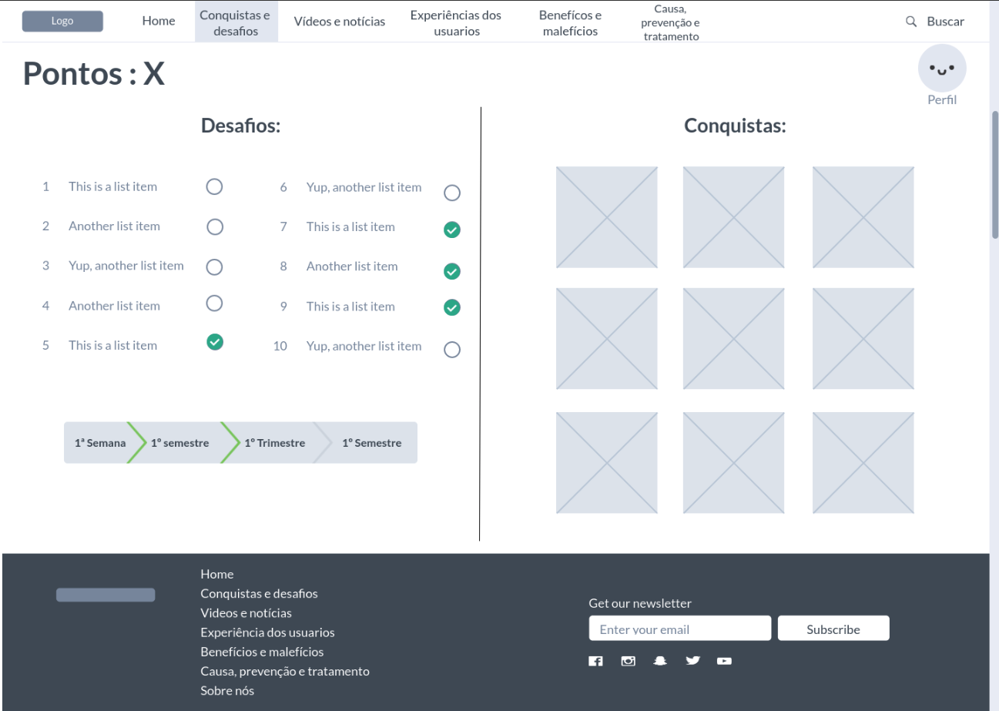 Logo
Home
Conquistas e
desafios
Vídeos e notícias
Experiências dos
usuarios
Benefícos e
malefícios
Causa,
prevenção e
tratamento
Buscar
Pontos : X
Perfil
Desafios:
1 This is a list item
2 Another list item
3 Yup, another list item
4 Another list item
5 This is a list item
6 Yup, another list item
7 This is a list item
8 Another list item
9 This is a list item
10 Yup, another list item
1ª Semana
1º semestre
1º Trimestre
1º Semestre
Conquistas:
Home
Conquistas e desafios
Videos e notícias
Experiência dos usuarios
Benefícios e malefícios
Causa, prevenção e tratamento
Sobre nós
Get our newsletter
Enter your email
Subscribe